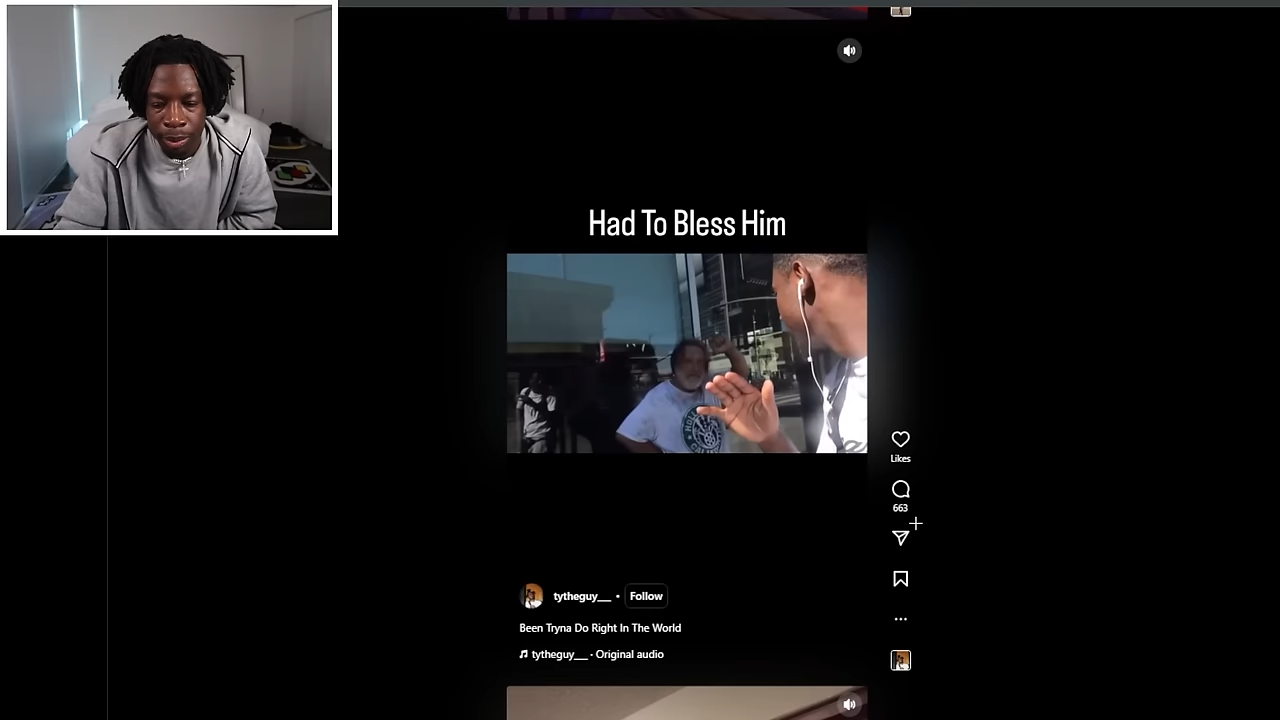 Had To Bless Him
Likes
663
tytheguy__ • Follow
Been Tryna Do Right In The World
tytheguy__ · Original audio